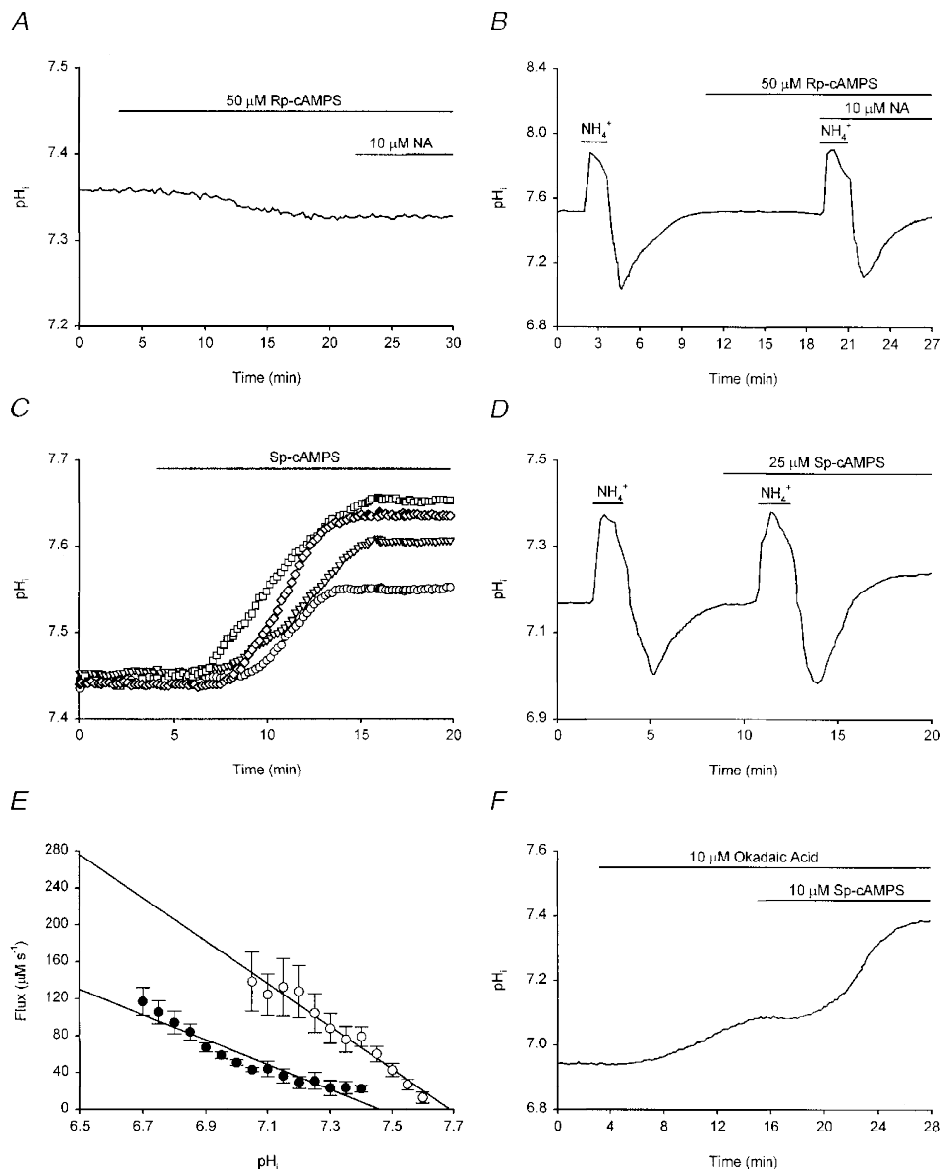 A
7.5
7.4
7.3
7.2
pHi
50 µM Rp-cAMPS
10 µM NA
0 5 10 15 20 25 30
Time (min)
B
8.4
8.0
7.6
7.2
6.8
pHi
50 µM Rp-cAMPS
10 µM NA
NH4+
NH4+
0 3 6 9 12 15 18 21 24 27
Time (min)
C
7.7
7.6
7.5
7.4
pHi
Sp-cAMPS
0 5 10 15 20
Time (min)
D
7.5
7.3
7.1
6.9
pHi
25 µM Sp-cAMPS
NH4+
NH4+
0 5 10 15 20
Time (min)
E
280
240
200
160
120
80
40
0
Flux (µM s-1)
6.5 6.7 6.9 7.1 7.3 7.5 7.7
pHi
F
7.6
7.4
7.2
7.0
6.8
pHi
10 µM Okadaic Acid
10 µM Sp-cAMPS
0 4 8 12 16 20 24 28
Time (min)